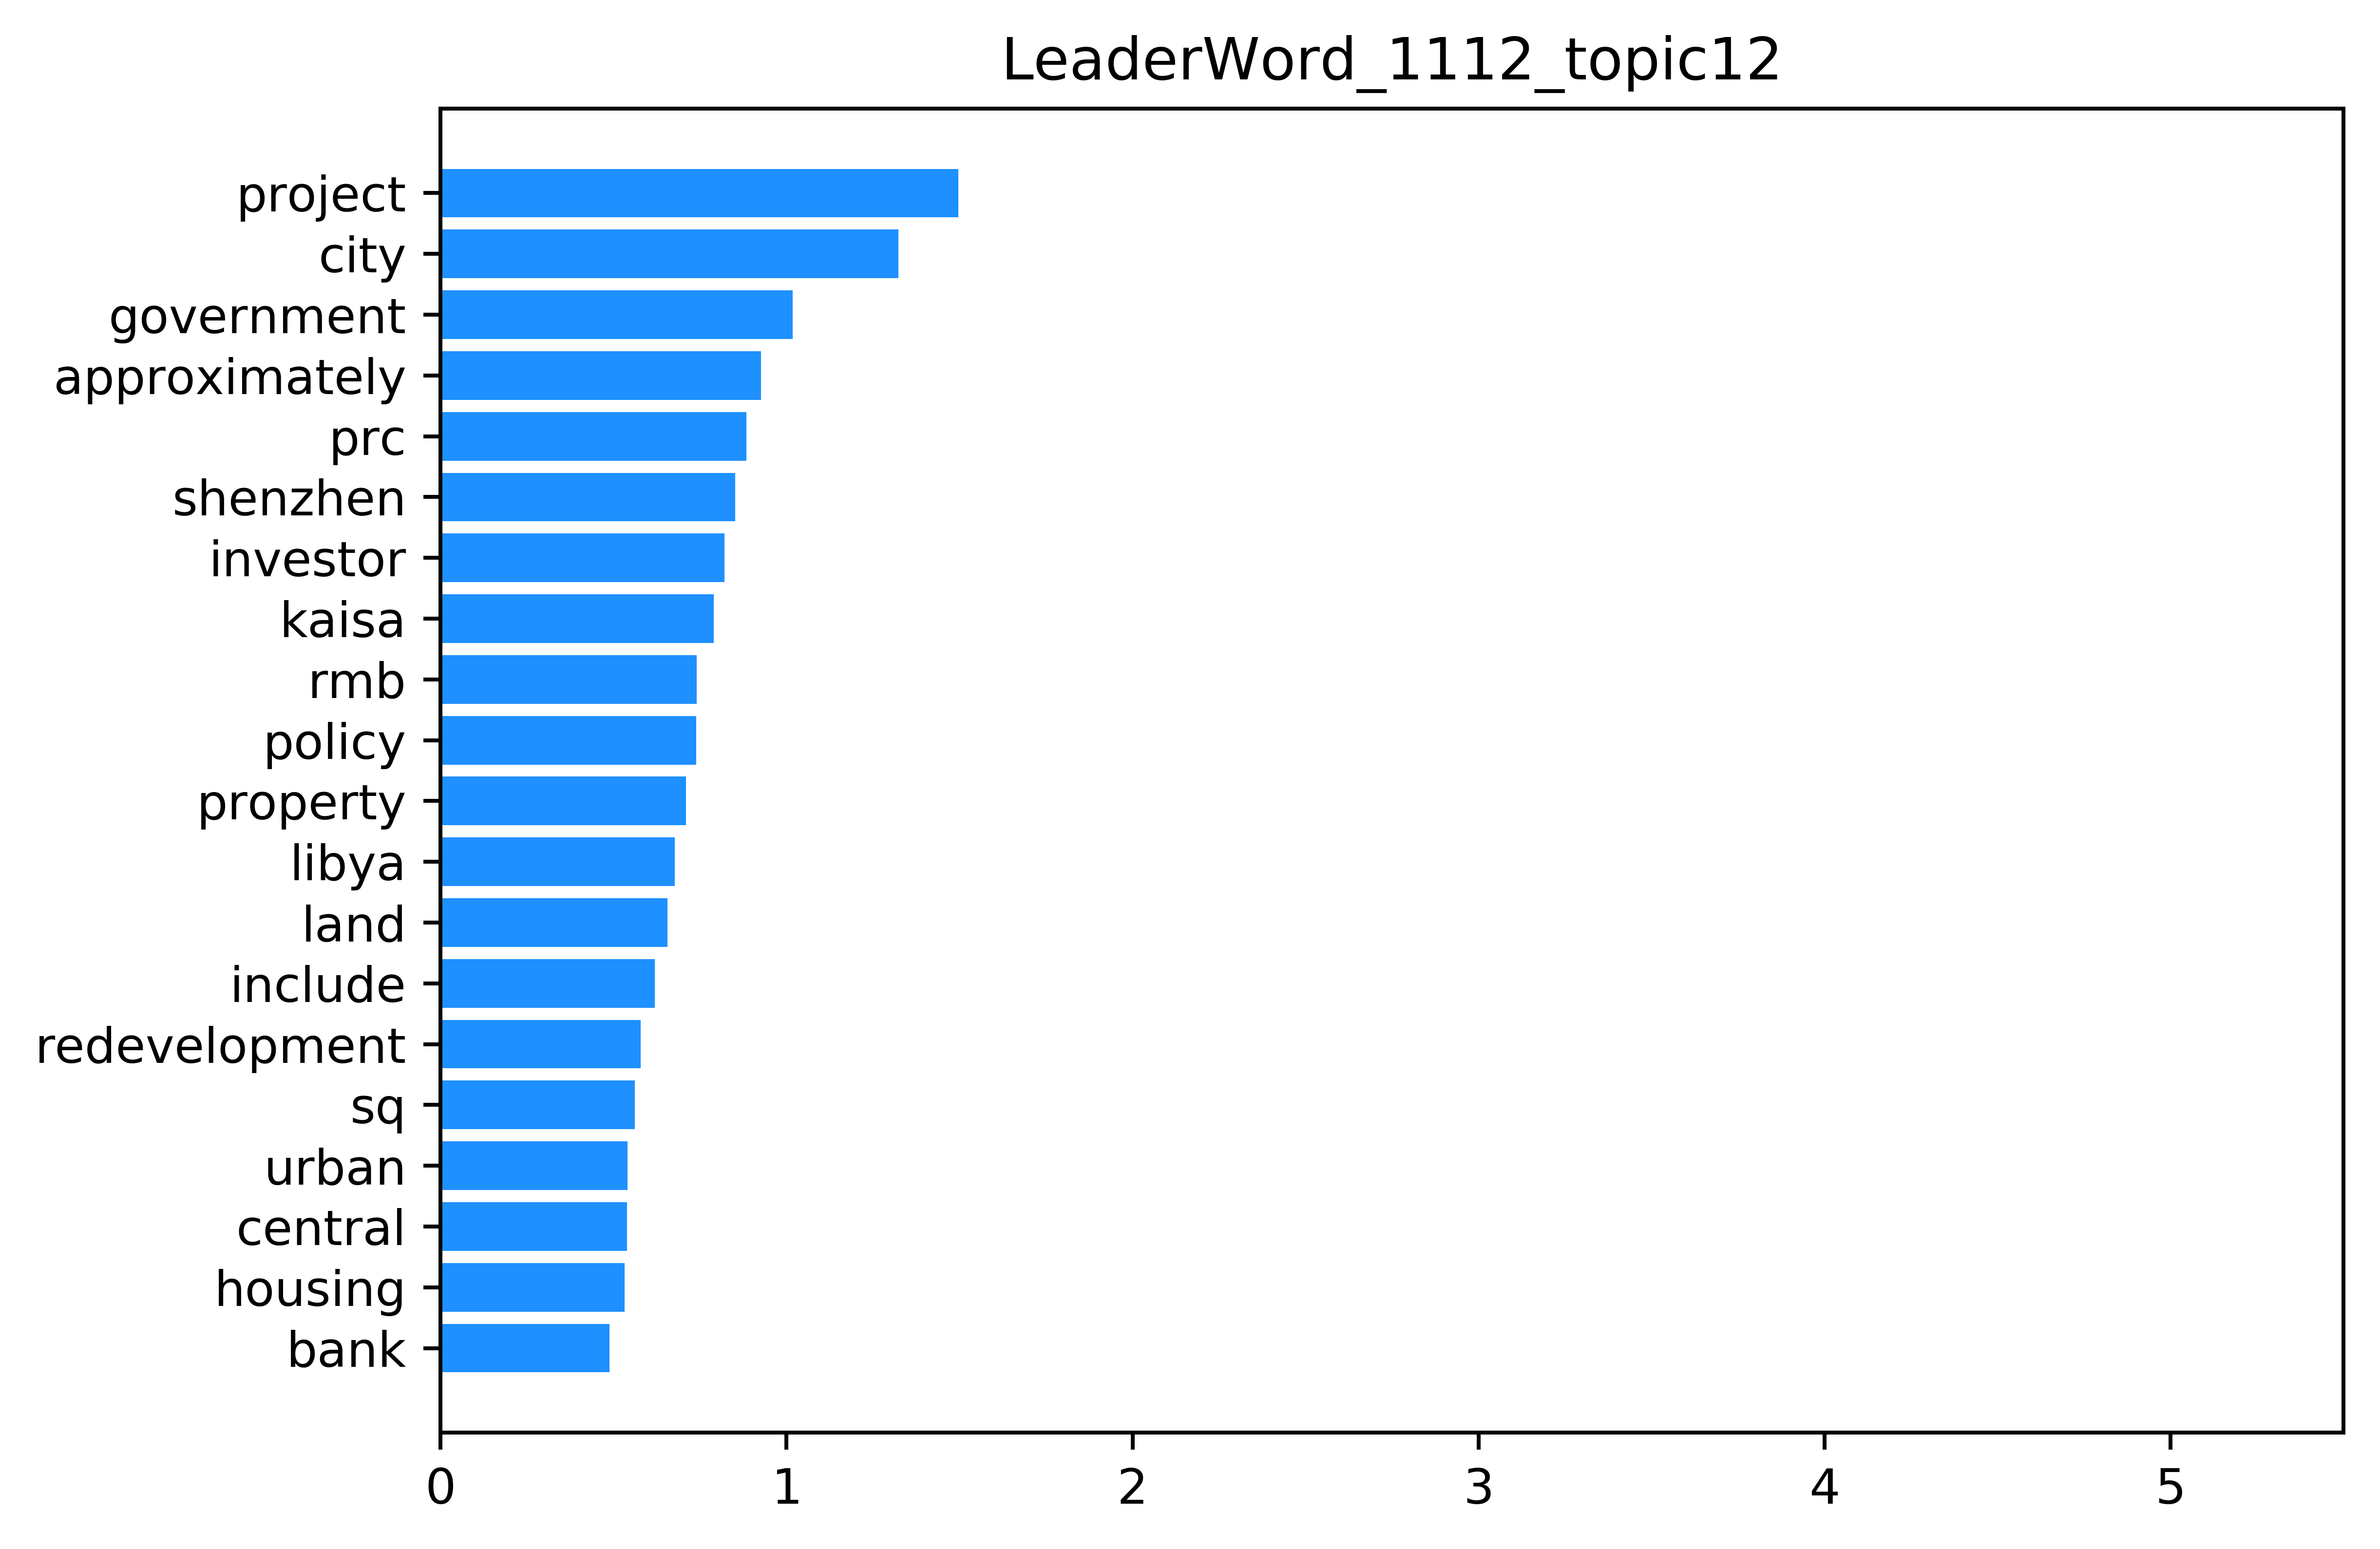 LeaderWord_1112_topic12
project
city
government
approximately
prc
shenzhen
investor
kaisa
rmb
policy
property
libya
land
include
redevelopment
sq
urban
central
housing
bank
0 1 2 3 4 5